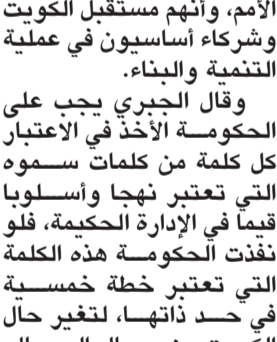 الأمم، وأنهم مستقبل الكويت
وشركاء أساسيون في عملية
التنمية والبناء.
وقال الجبري يجب على
الحكومة الأخذ في الاعتبار
كل كلمة من كلمات سموه
التي تعتبر نهجا وأسلوبا
قيما في الإدارة الحكيمة، فلو
نفذت الحكومة هذه الكلمة
التي تعتبر خطة خمسية
في حد ذاتها، لتغير حال